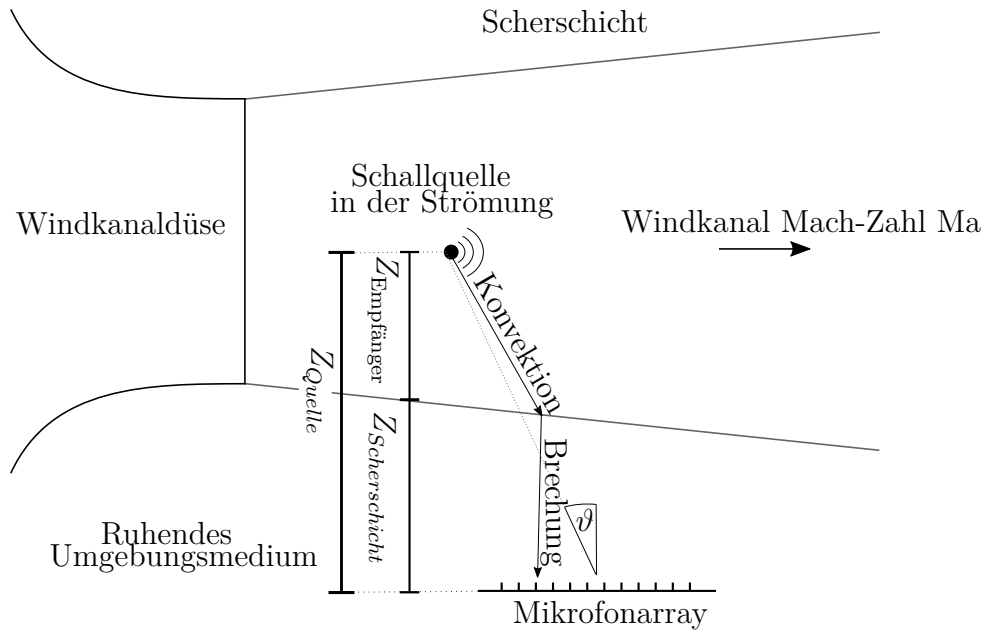 Scherschicht
Schallquelle
in der Strömung
Windkanaldüse
Windkanal Mach-Zahl Ma
Z_Empfänger
Konvektion
Z_Quelle
Z_Scherschicht
Brechung
ϑ
Ruhendes
Umgebungsmedium
Mikrofonarray